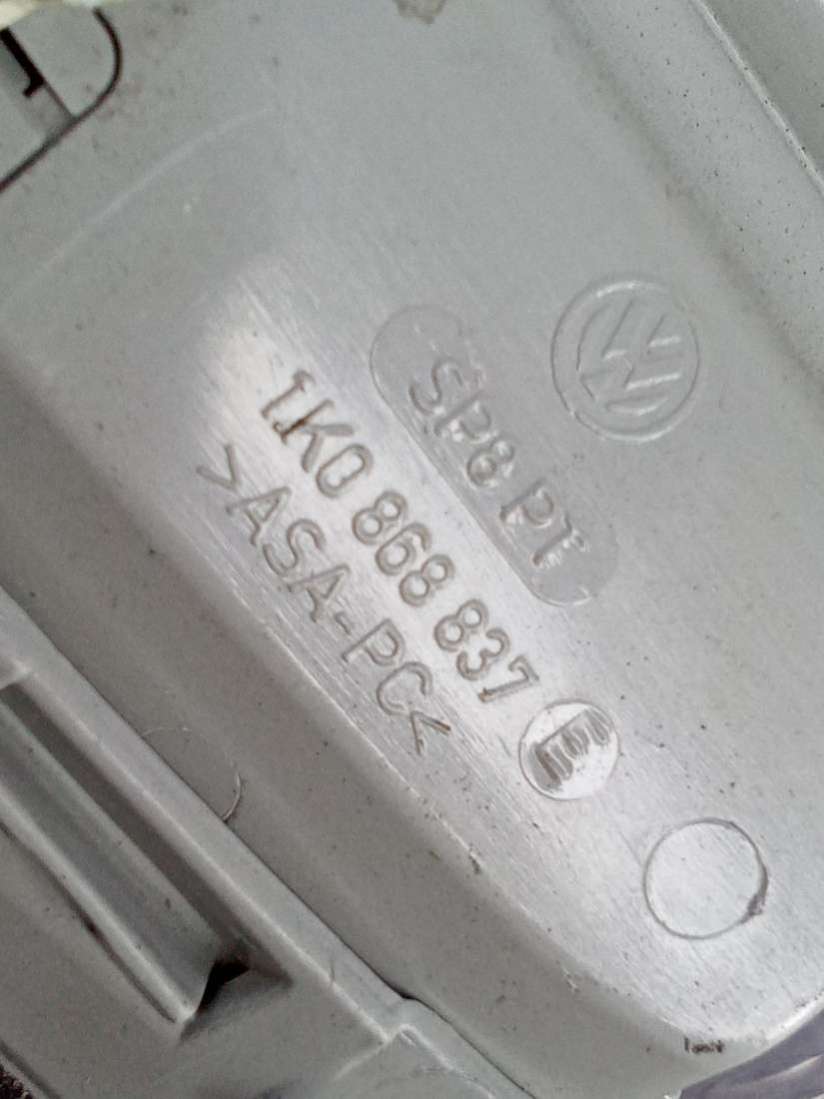 SP8 PT
1K0 868 837 E
>ASA-PC<